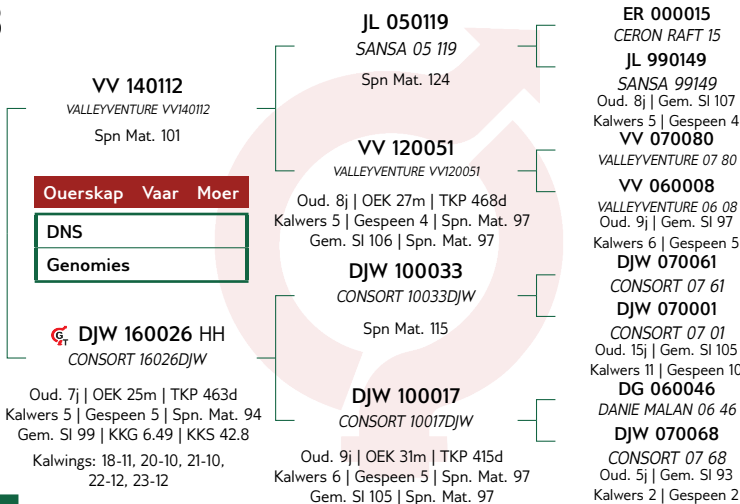 VV 140112
VALLEYVENTURE VV140112
Spn Mat. 101
Ouerskap Vaar Moer
DNS
Genomies
DJW 160026 HH
CONSORT 16026DJW
Oud. 7j | OEK 25m | TKP 463d
Kalwers 5 | Gespeen 5 | Spn. Mat. 94
Gem. SI 99 | KKG 6.49 | KKS 42.8
Kalwings: 18-11, 20-10, 21-10,
22-12, 23-12
JL 050119
SANSA 05 119
Spn Mat. 124
VV 120051
VALLEYVENTURE VV120051
Oud. 8j | OEK 27m | TKP 468d
Kalwers 5 | Gespeen 4 | Spn. Mat. 97
Gem. SI 106 | Spn. Mat. 97
DJW 100033
CONSORT 10033DJW
Spn Mat. 115
DJW 100017
CONSORT 10017DJW
Oud. 9j | OEK 31m | TKP 415d
Kalwers 6 | Gespeen 5 | Spn. Mat. 97
Gem. SI 105 | Spn. Mat. 97
ER 000015
CERON RAFT 15
JL 990149
SANSA 99149
Oud. 8j | Gem. SI 107
Kalwers 5 | Gespeen 4
VV 070080
VALLEYVENTURE 07 80
VV 060008
VALLEYVENTURE 06 08
Oud. 9j | Gem. SI 97
Kalwers 6 | Gespeen 5
DJW 070061
CONSORT 07 61
DJW 070001
CONSORT 07 01
Oud. 15j | Gem. SI 105
Kalwers 11 | Gespeen 10
DG 060046
DANIE MALAN 06 46
DJW 070068
CONSORT 07 68
Oud. 5j | Gem. SI 93
Kalwers 2 | Gespeen 2